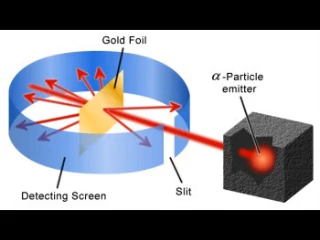 Gold Foil
α-Particle
emitter
Detecting Screen
Slit